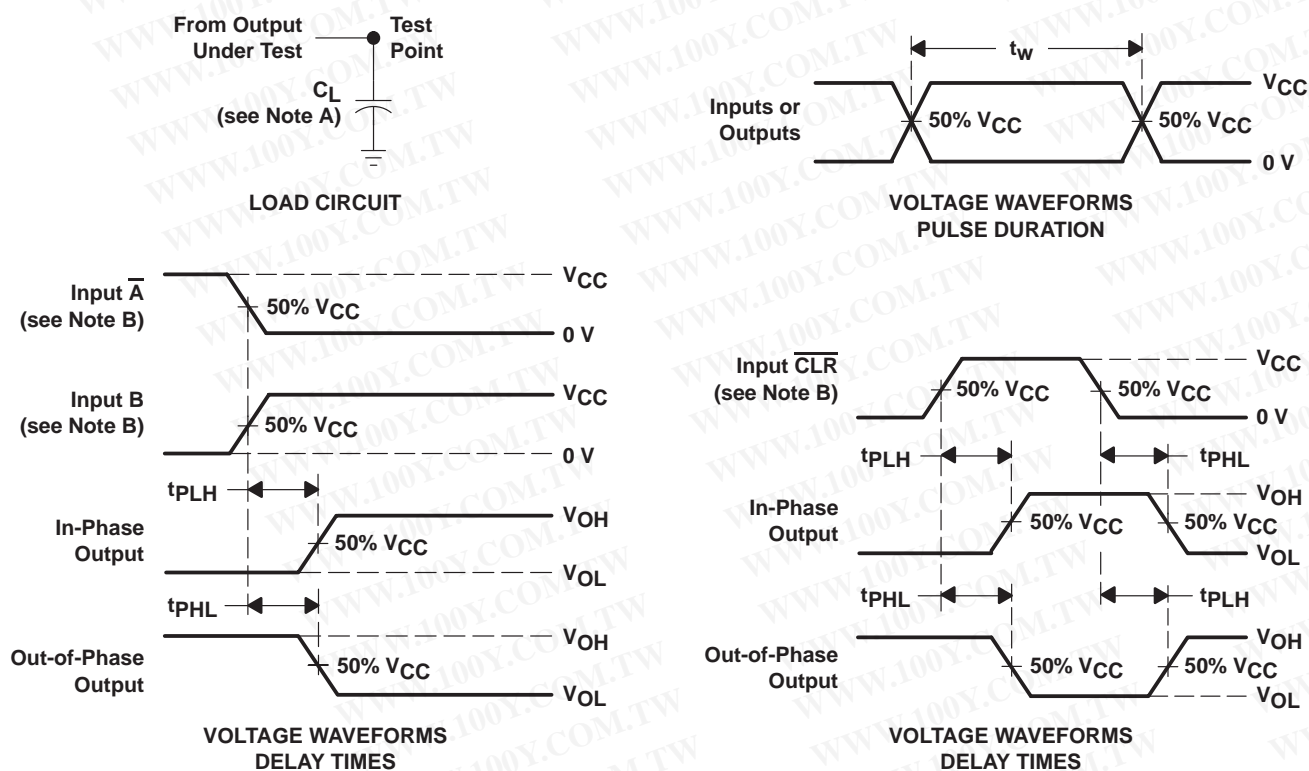 From Output
Under Test
Test
Point
CL
(see Note A)
LOAD CIRCUIT
tw
Inputs or
Outputs
50% VCC
50% VCC
VCC
0 V
VOLTAGE WAVEFORMS
PULSE DURATION
Input A
(see Note B)
50% VCC
VCC
0 V
Input B
(see Note B)
50% VCC
VCC
0 V
tPLH
In-Phase
Output
50% VCC
VOH
VOL
tPHL
Out-of-Phase
Output
50% VCC
VOH
VOL
VOLTAGE WAVEFORMS
DELAY TIMES
Input CLR
(see Note B)
50% VCC
50% VCC
VCC
0 V
tPLH
tPHL
In-Phase
Output
50% VCC
50% VCC
VOH
VOL
tPHL
tPLH
Out-of-Phase
Output
50% VCC
50% VCC
VOH
VOL
VOLTAGE WAVEFORMS
DELAY TIMES
WWW.100Y.COM.TW